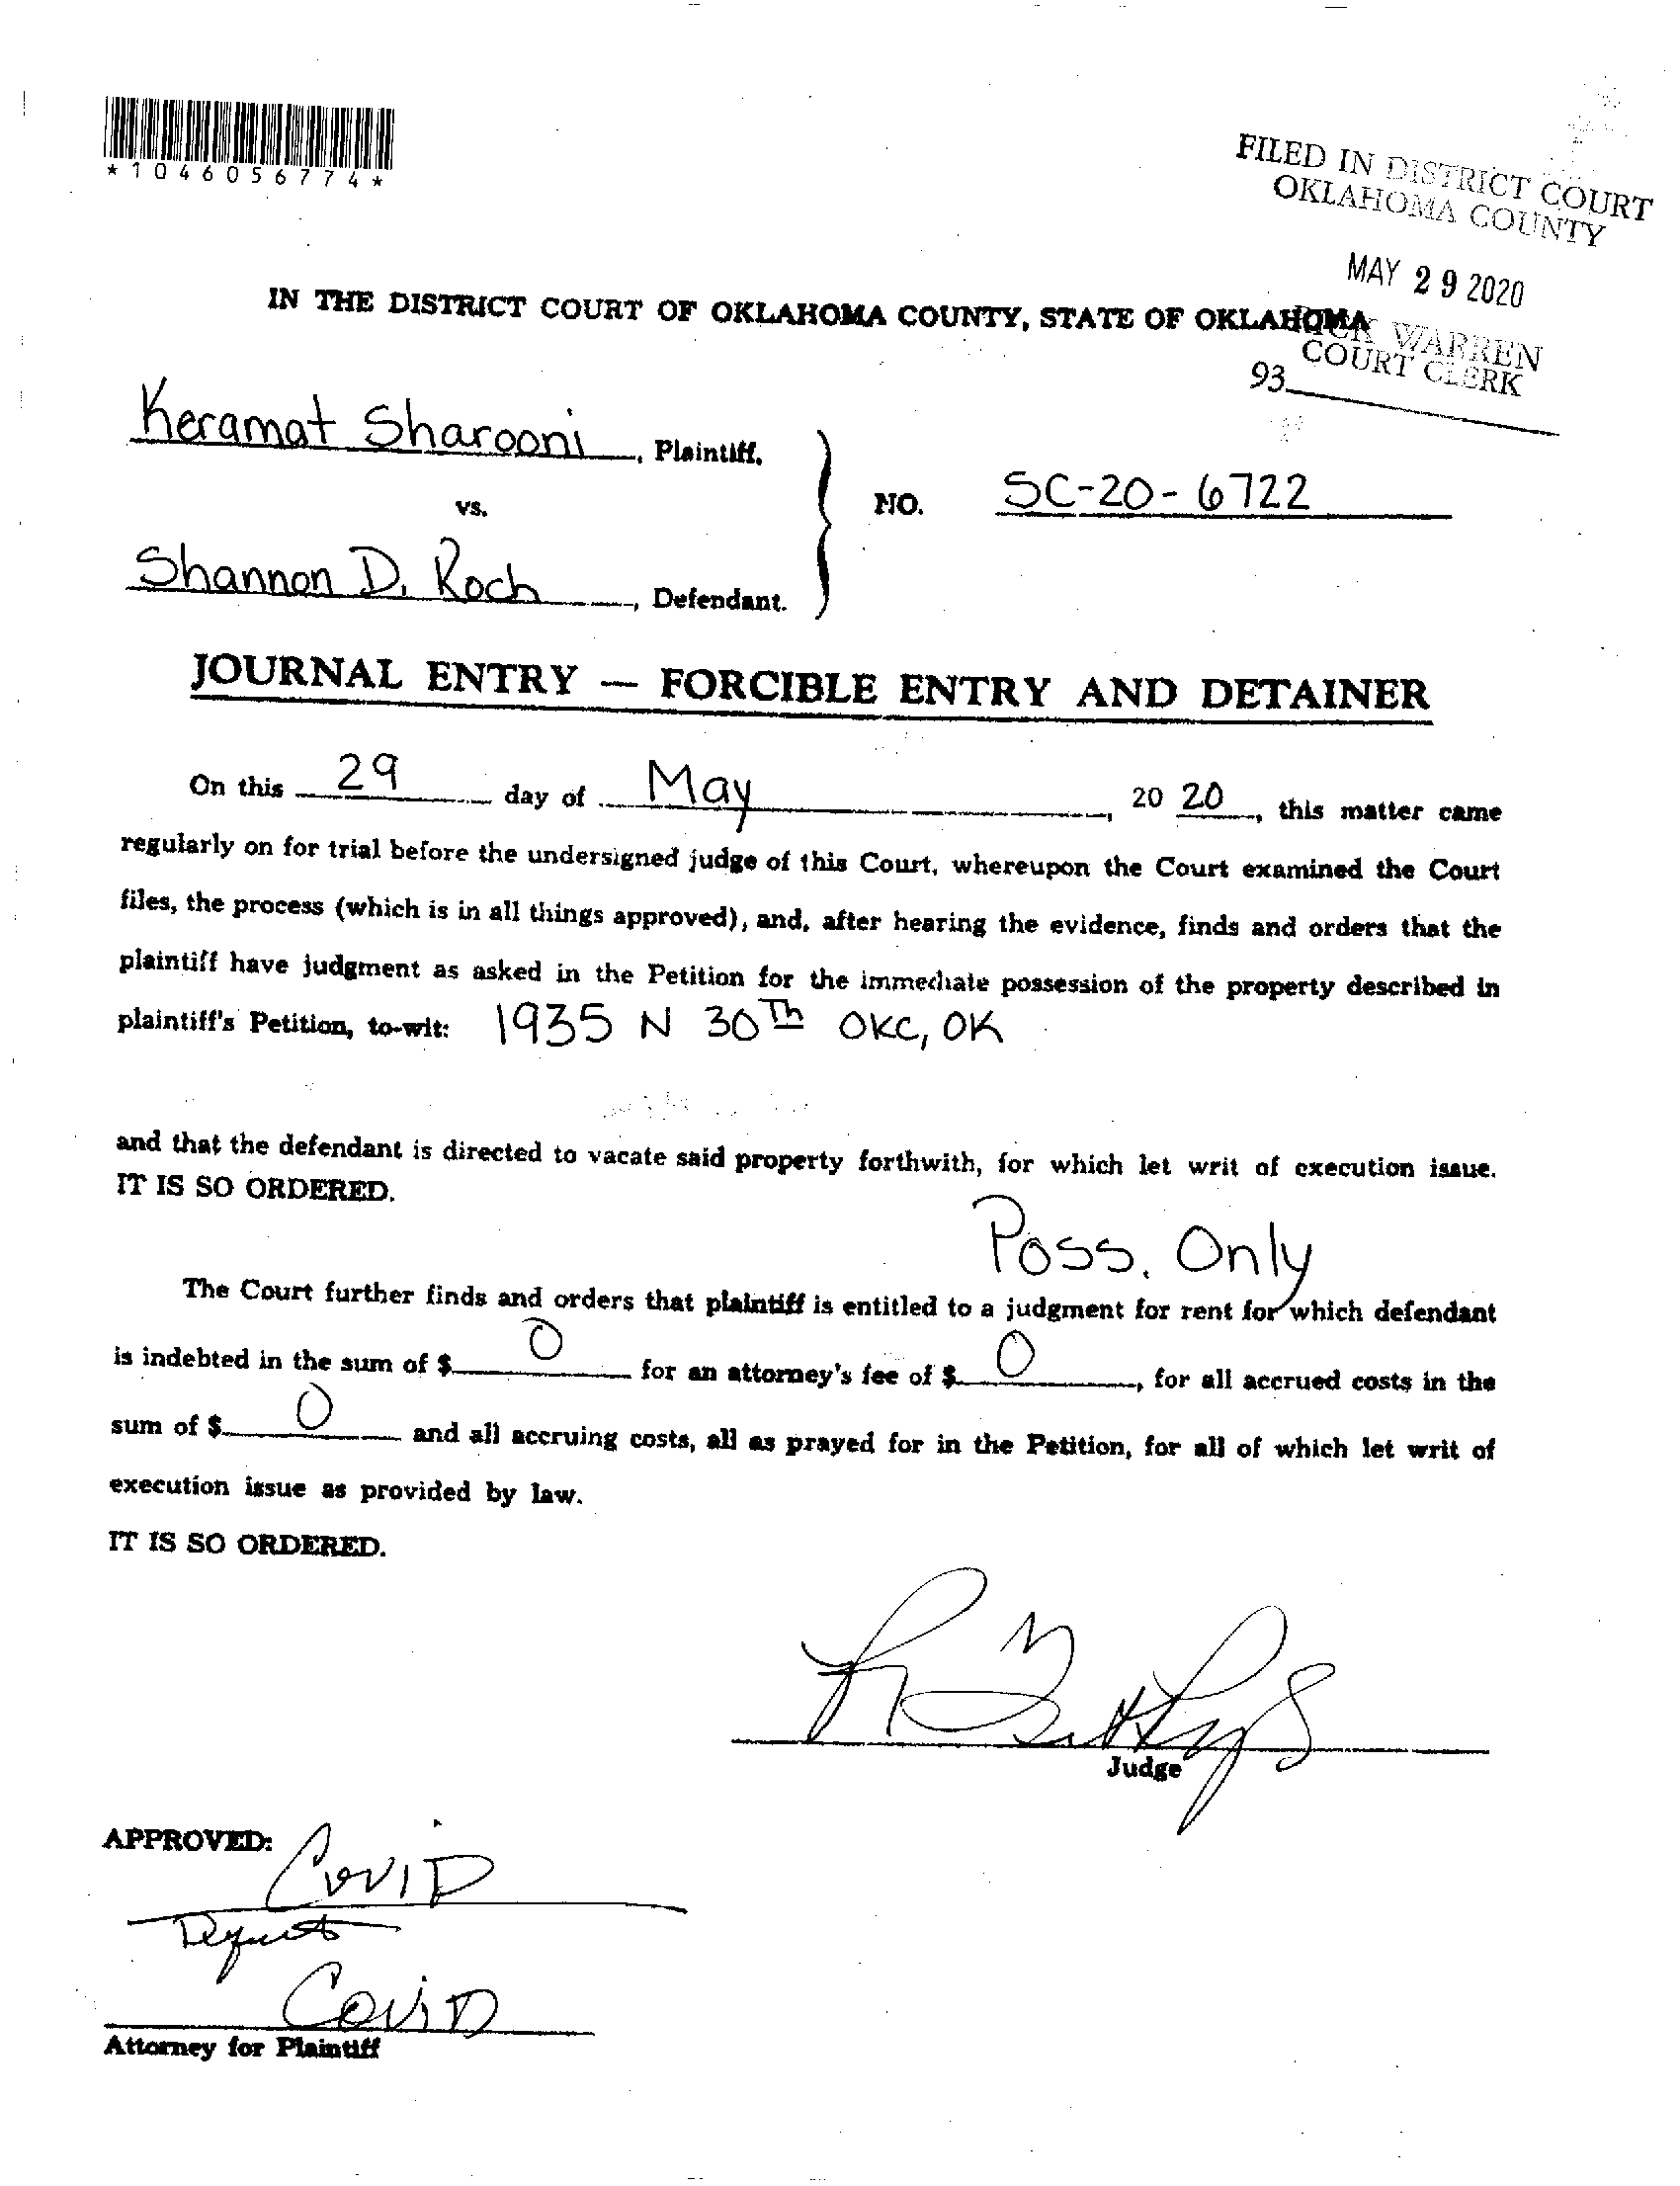 *1046056774*
FILED IN DISTRICT COURT
OKLAHOMA COUNTY
MAY 29 2020
IN THE DISTRICT COURT OF OKLAHOMA COUNTY, STATE OF OKLAHOMA
WARREN
COURT CLERK
93
Keramat Sharooni, Plaintiff,
vs.
NO. SC-20-6722
Shannon D. Roch, Defendant.
JOURNAL ENTRY — FORCIBLE ENTRY AND DETAINER
On this 29 day of May, 20 20, this matter came
regularly on for trial before the undersigned judge of this Court, whereupon the Court examined the Court
files, the process (which is in all things approved), and, after hearing the evidence, finds and orders that the
plaintiff have judgment as asked in the Petition for the immediate possession of the property described in
plaintiff's Petition, to-wit: 1935 N 30Th OKC, OK
and that the defendant is directed to vacate said property forthwith, for which let writ of execution issue.
IT IS SO ORDERED.
Poss. Only
The Court further finds and orders that plaintiff is entitled to a judgment for rent for which defendant
is indebted in the sum of $ 0 for an attorney's fee of $ 0, for all accrued costs in the
sum of $ 0 and all accruing costs, all as prayed for in the Petition, for all of which let writ of
execution issue as provided by law.
IT IS SO ORDERED.
Judge
APPROVED:
CoviD
CoviD
Attorney for Plaintiff